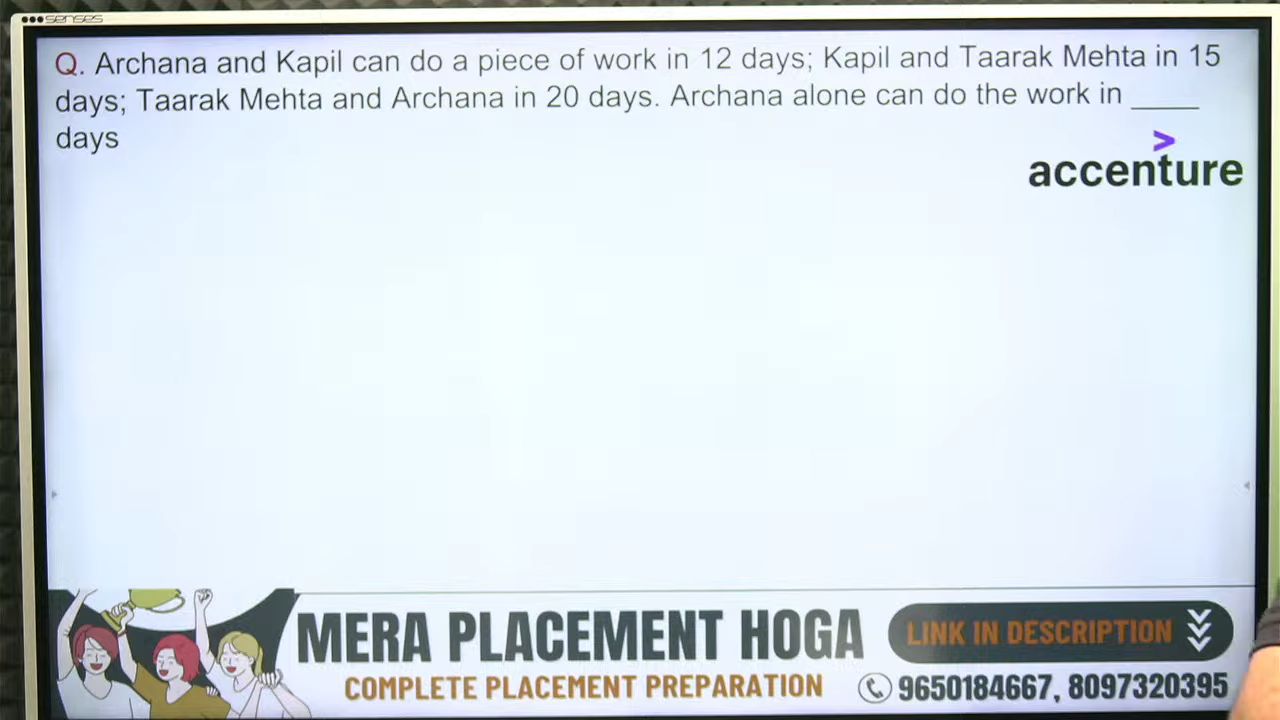 senses
Q. Archana and Kapil can do a piece of work in 12 days; Kapil and Taarak Mehta in 15
days; Taarak Mehta and Archana in 20 days. Archana alone can do the work in ____
days
>
accenture
MERA PLACEMENT HOGA
COMPLETE PLACEMENT PREPARATION
LINK IN DESCRIPTION
9650184667, 8097320395